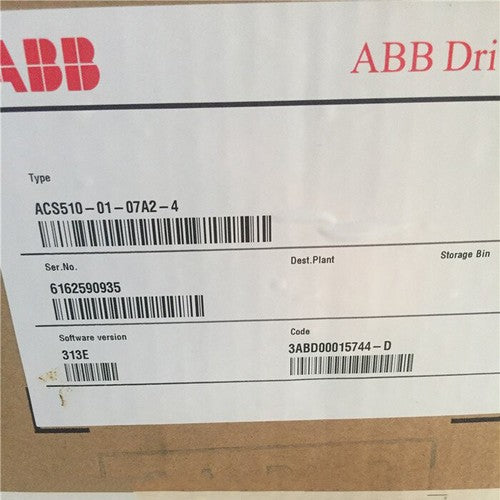 ABB
ABB Dri
Type
ACS510-01-07A2-4
Ser.No.
Dest.Plant
Storage Bin
6162590935
Software version
Code
313E
3ABD00015744-D